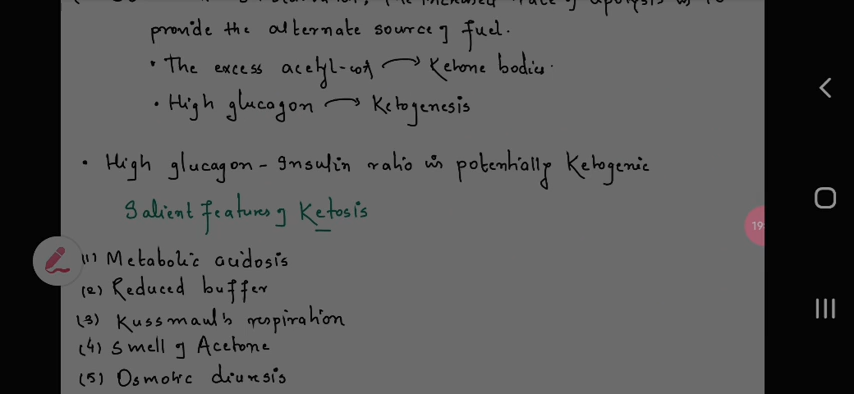 provide the alternate source of fuel.
• The excess acetyl-coA → Ketone bodies.
• High glucagon → Ketogenesis
• High glucagon - Insulin ratio is potentially Ketogenic
Salient features of Ketosis
(1) Metabolic acidosis
(2) Reduced buffer
(3) Kussmaul's respiration
(4) Smell of Acetone
(5) Osmotic diuresis
19